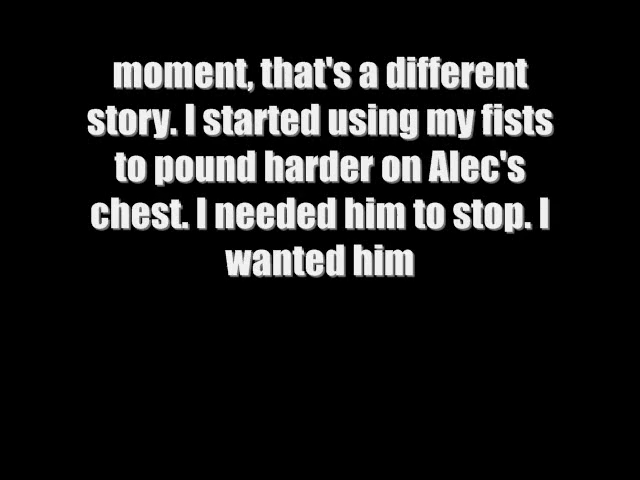 moment, that's a different
story. I started using my fists
to pound harder on Alec's
chest. I needed him to stop. I
wanted him